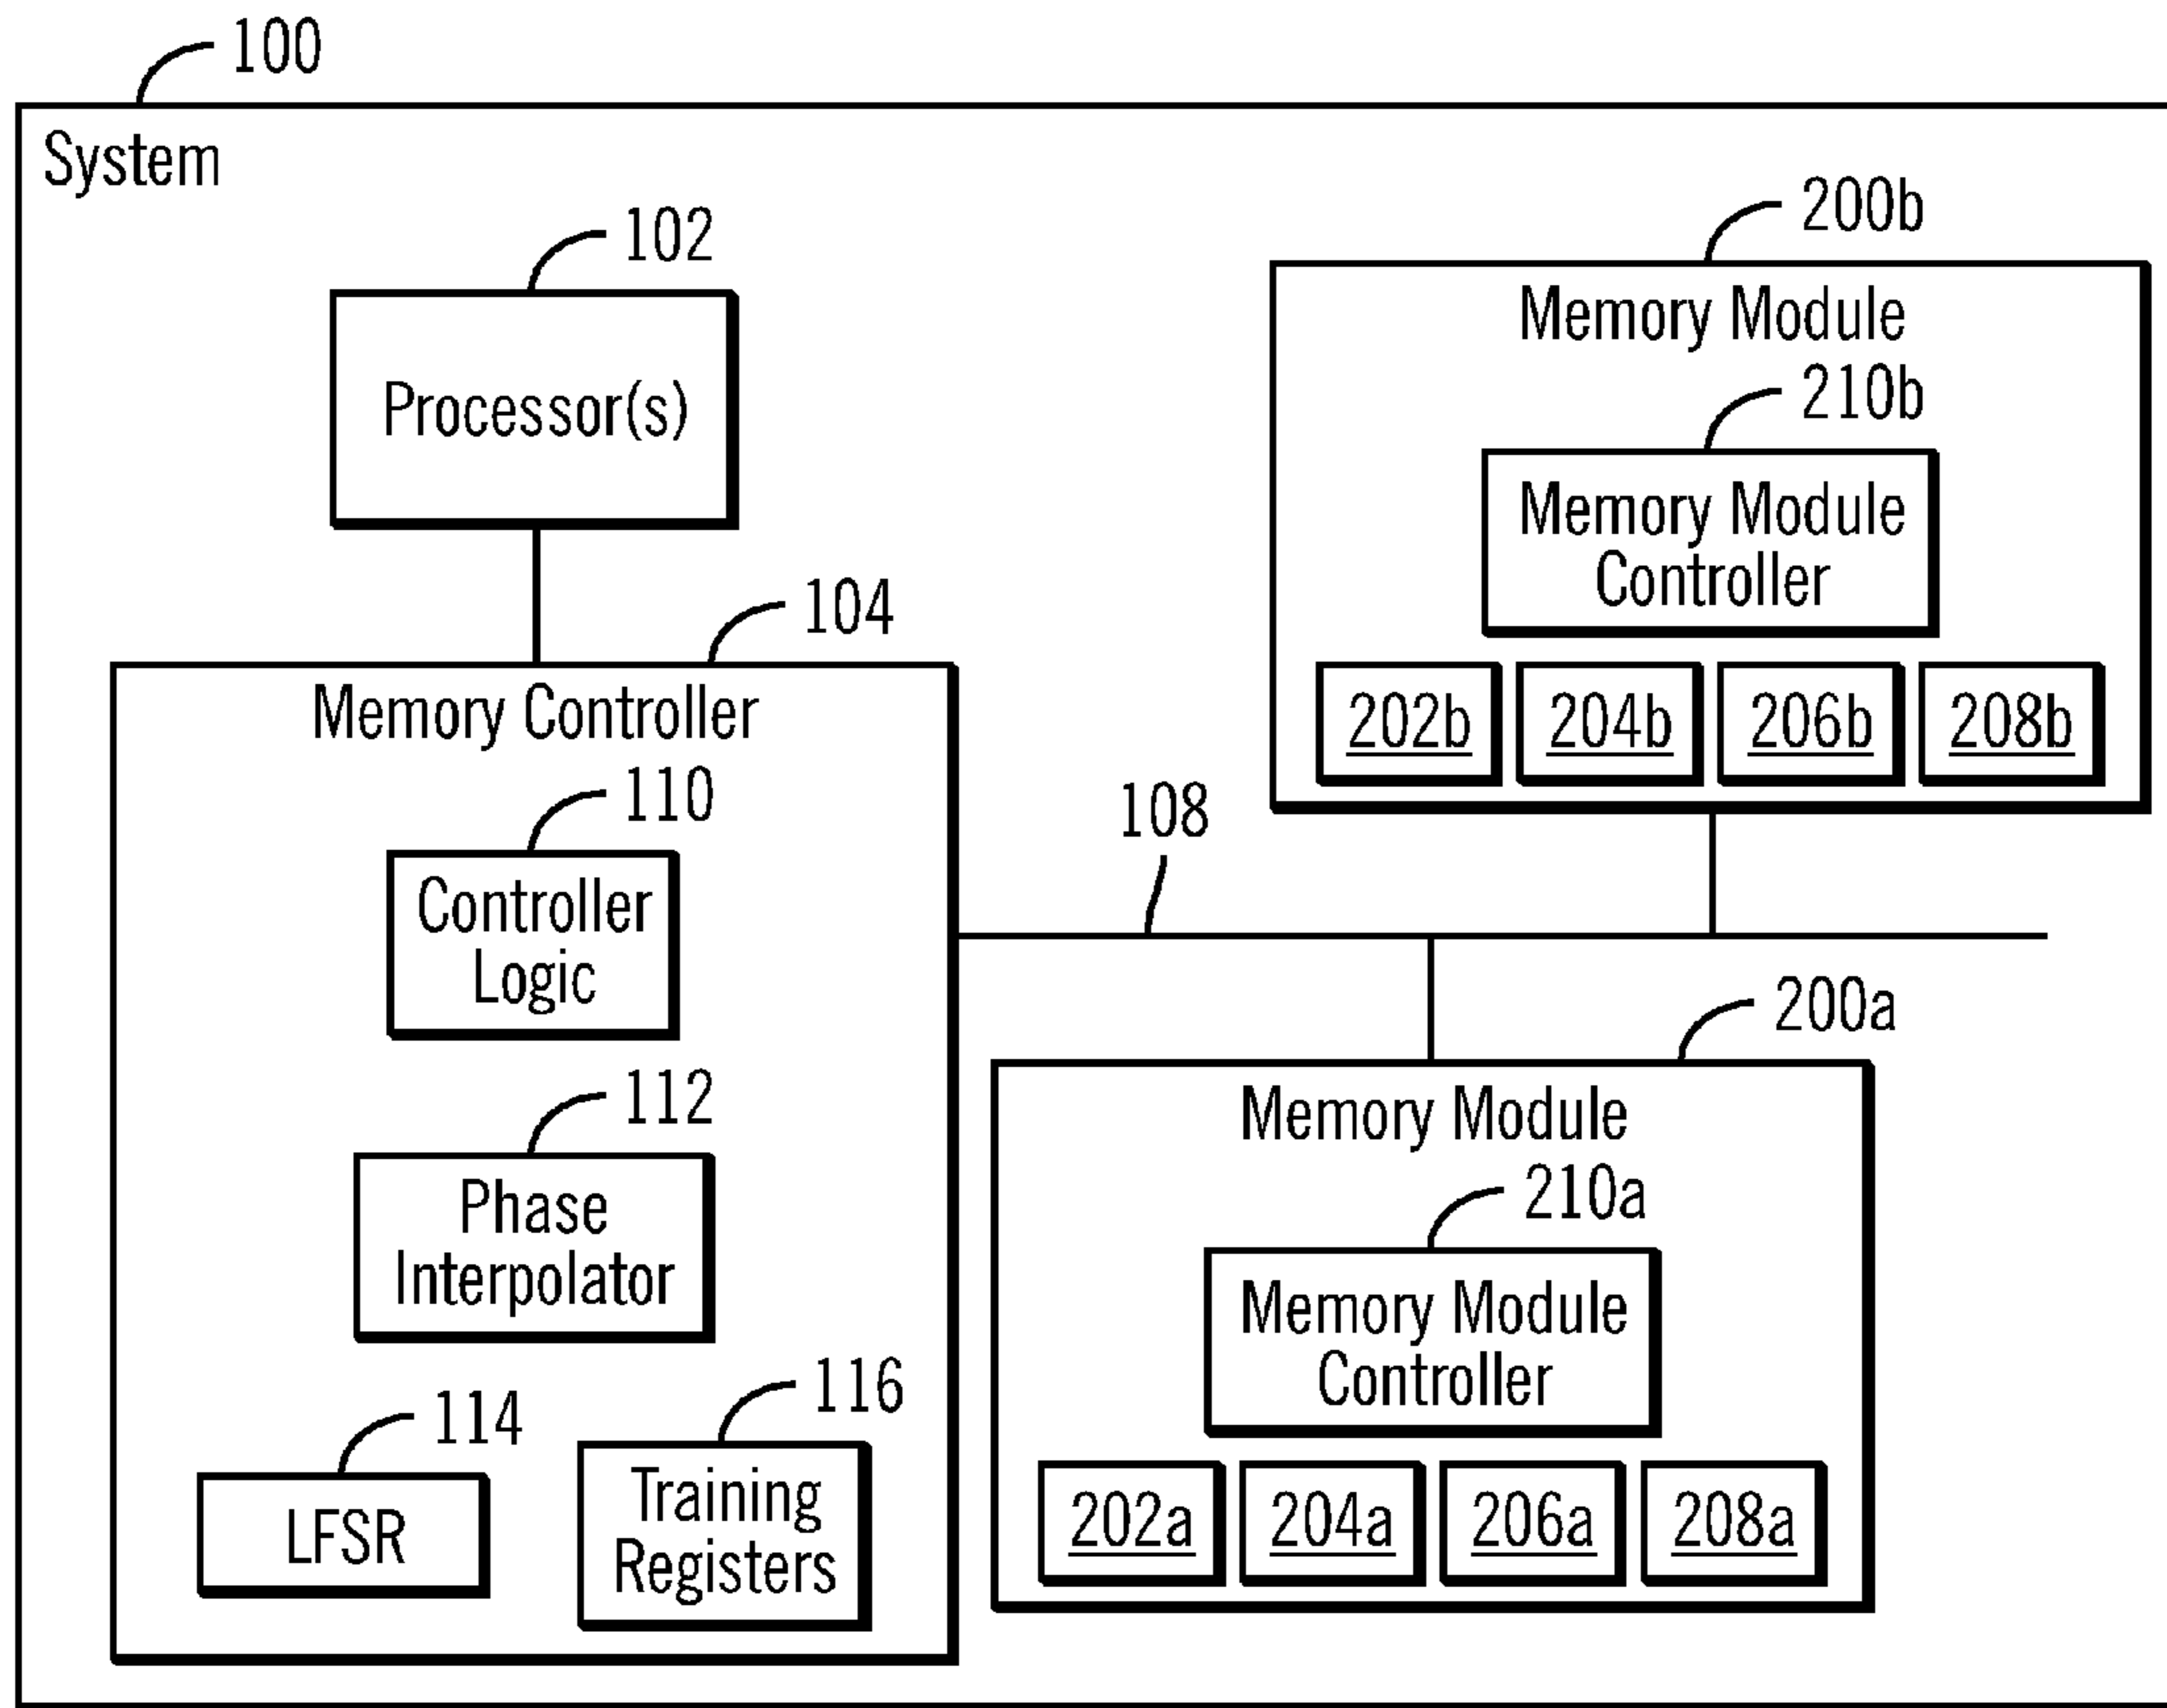 100
System
102
Processor(s)
104
Memory Controller
110
Controller
Logic
112
Phase
Interpolator
114
LFSR
116
Training
Registers
108
200b
Memory Module
210b
Memory Module
Controller
202b 204b 206b 208b
200a
Memory Module
210a
Memory Module
Controller
202a 204a 206a 208a